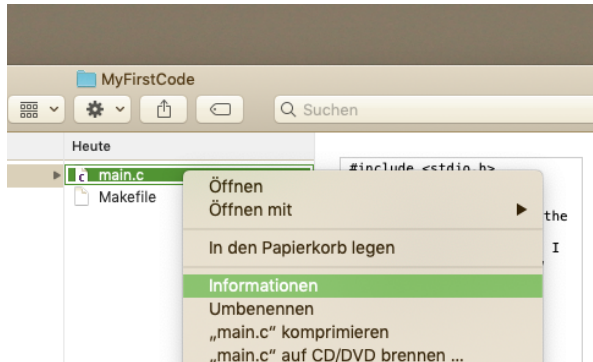 MyFirstCode
Suchen
Heute
main.c
Makefile
#include <stdio.h>
the
I
Öffnen
Öffnen mit
In den Papierkorb legen
Informationen
Umbenennen
„main.c“ komprimieren
„main.c“ auf CD/DVD brennen ...